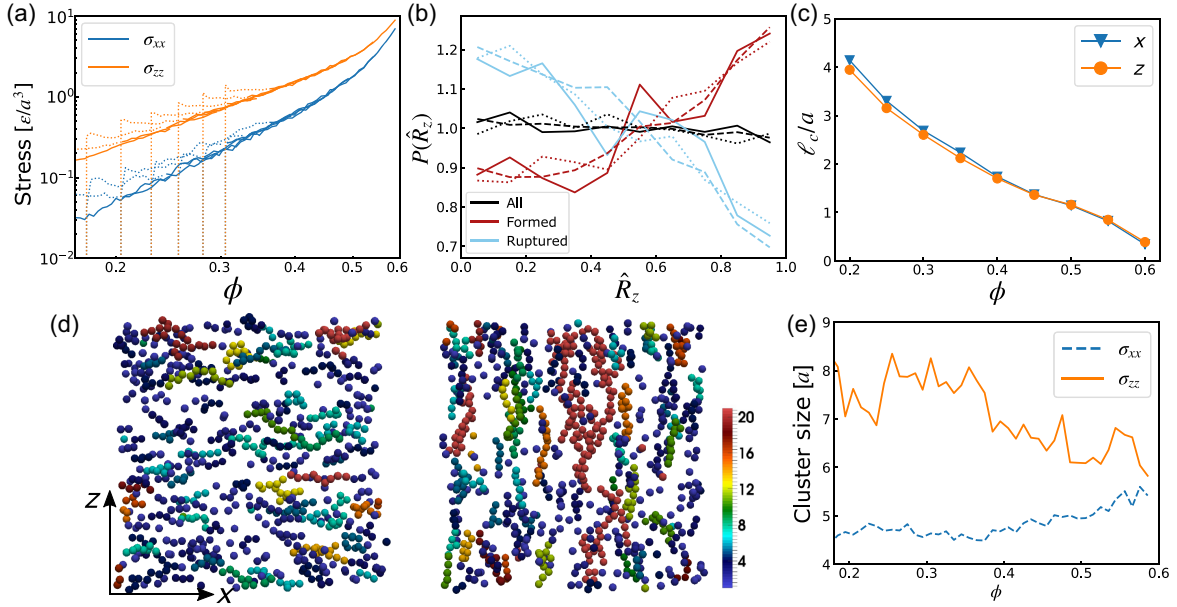 (a)
10¹
10⁰
10⁻¹
10⁻²
Stress [ε/a³]
σxx
σzz
0.2
0.3
0.4
0.5
0.6
ϕ
(b)
1.2
1.1
1.0
0.9
0.8
0.7
P(R̂z)
All
Formed
Ruptured
0.0
0.2
0.4
0.6
0.8
1.0
R̂z
(c)
5
4
3
2
1
0
ℓc/a
x
z
0.2
0.3
0.4
0.5
0.6
ϕ
(d)
z
x
20
16
12
8
4
(e)
9
8
7
6
5
4
Cluster size [a]
σxx
σzz
0.2
0.3
0.4
0.5
0.6
ϕ